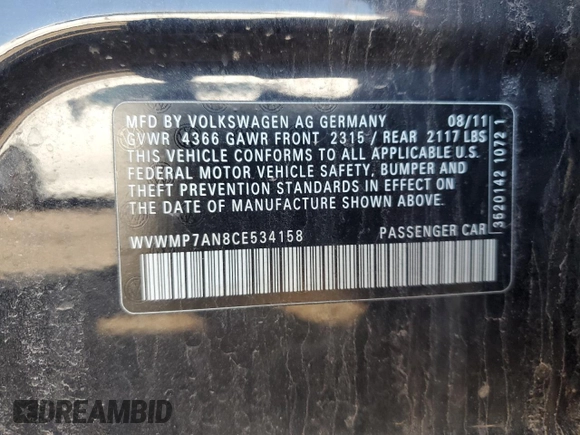 MFD BY VOLKSWAGEN AG GERMANY 08/11
GVWR 4366 GAWR FRONT 2315 / REAR 2117 LBS
THIS VEHICLE CONFORMS TO ALL APPLICABLE U.S.
FEDERAL MOTOR VEHICLE SAFETY, BUMPER AND
THEFT PREVENTION STANDARDS IN EFFECT ON
THE DATE OF MANUFACTURE SHOWN ABOVE.
WVWMP7AN8CE534158 PASSENGER CAR
3520142 1072 1
DREAMBID